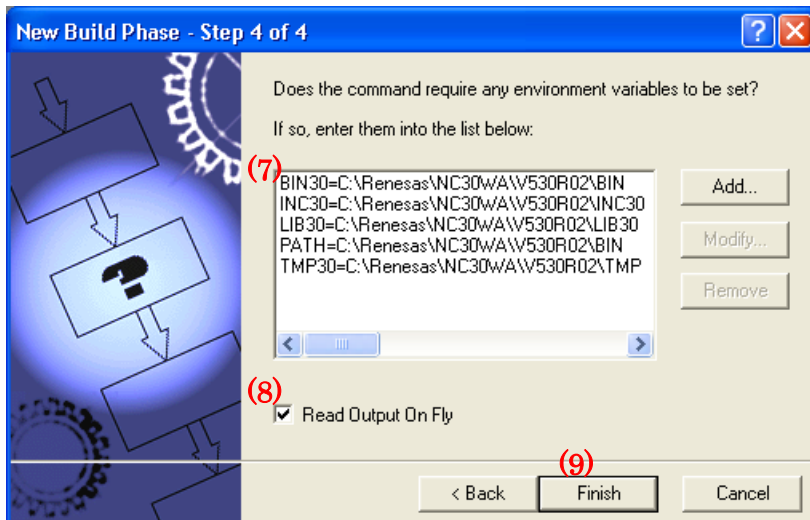 New Build Phase - Step 4 of 4
Does the command require any environment variables to be set?
If so, enter them into the list below:
(7)
BIN30=C:\Renesas\NC30WA\V530R02\BIN
INC30=C:\Renesas\NC30WA\V530R02\INC30
LIB30=C:\Renesas\NC30WA\V530R02\LIB30
PATH=C:\Renesas\NC30WA\V530R02\BIN
TMP30=C:\Renesas\NC30WA\V530R02\TMP
Add...
Modify...
Remove
(8)
Read Output On Fly
(9)
< Back
Finish
Cancel